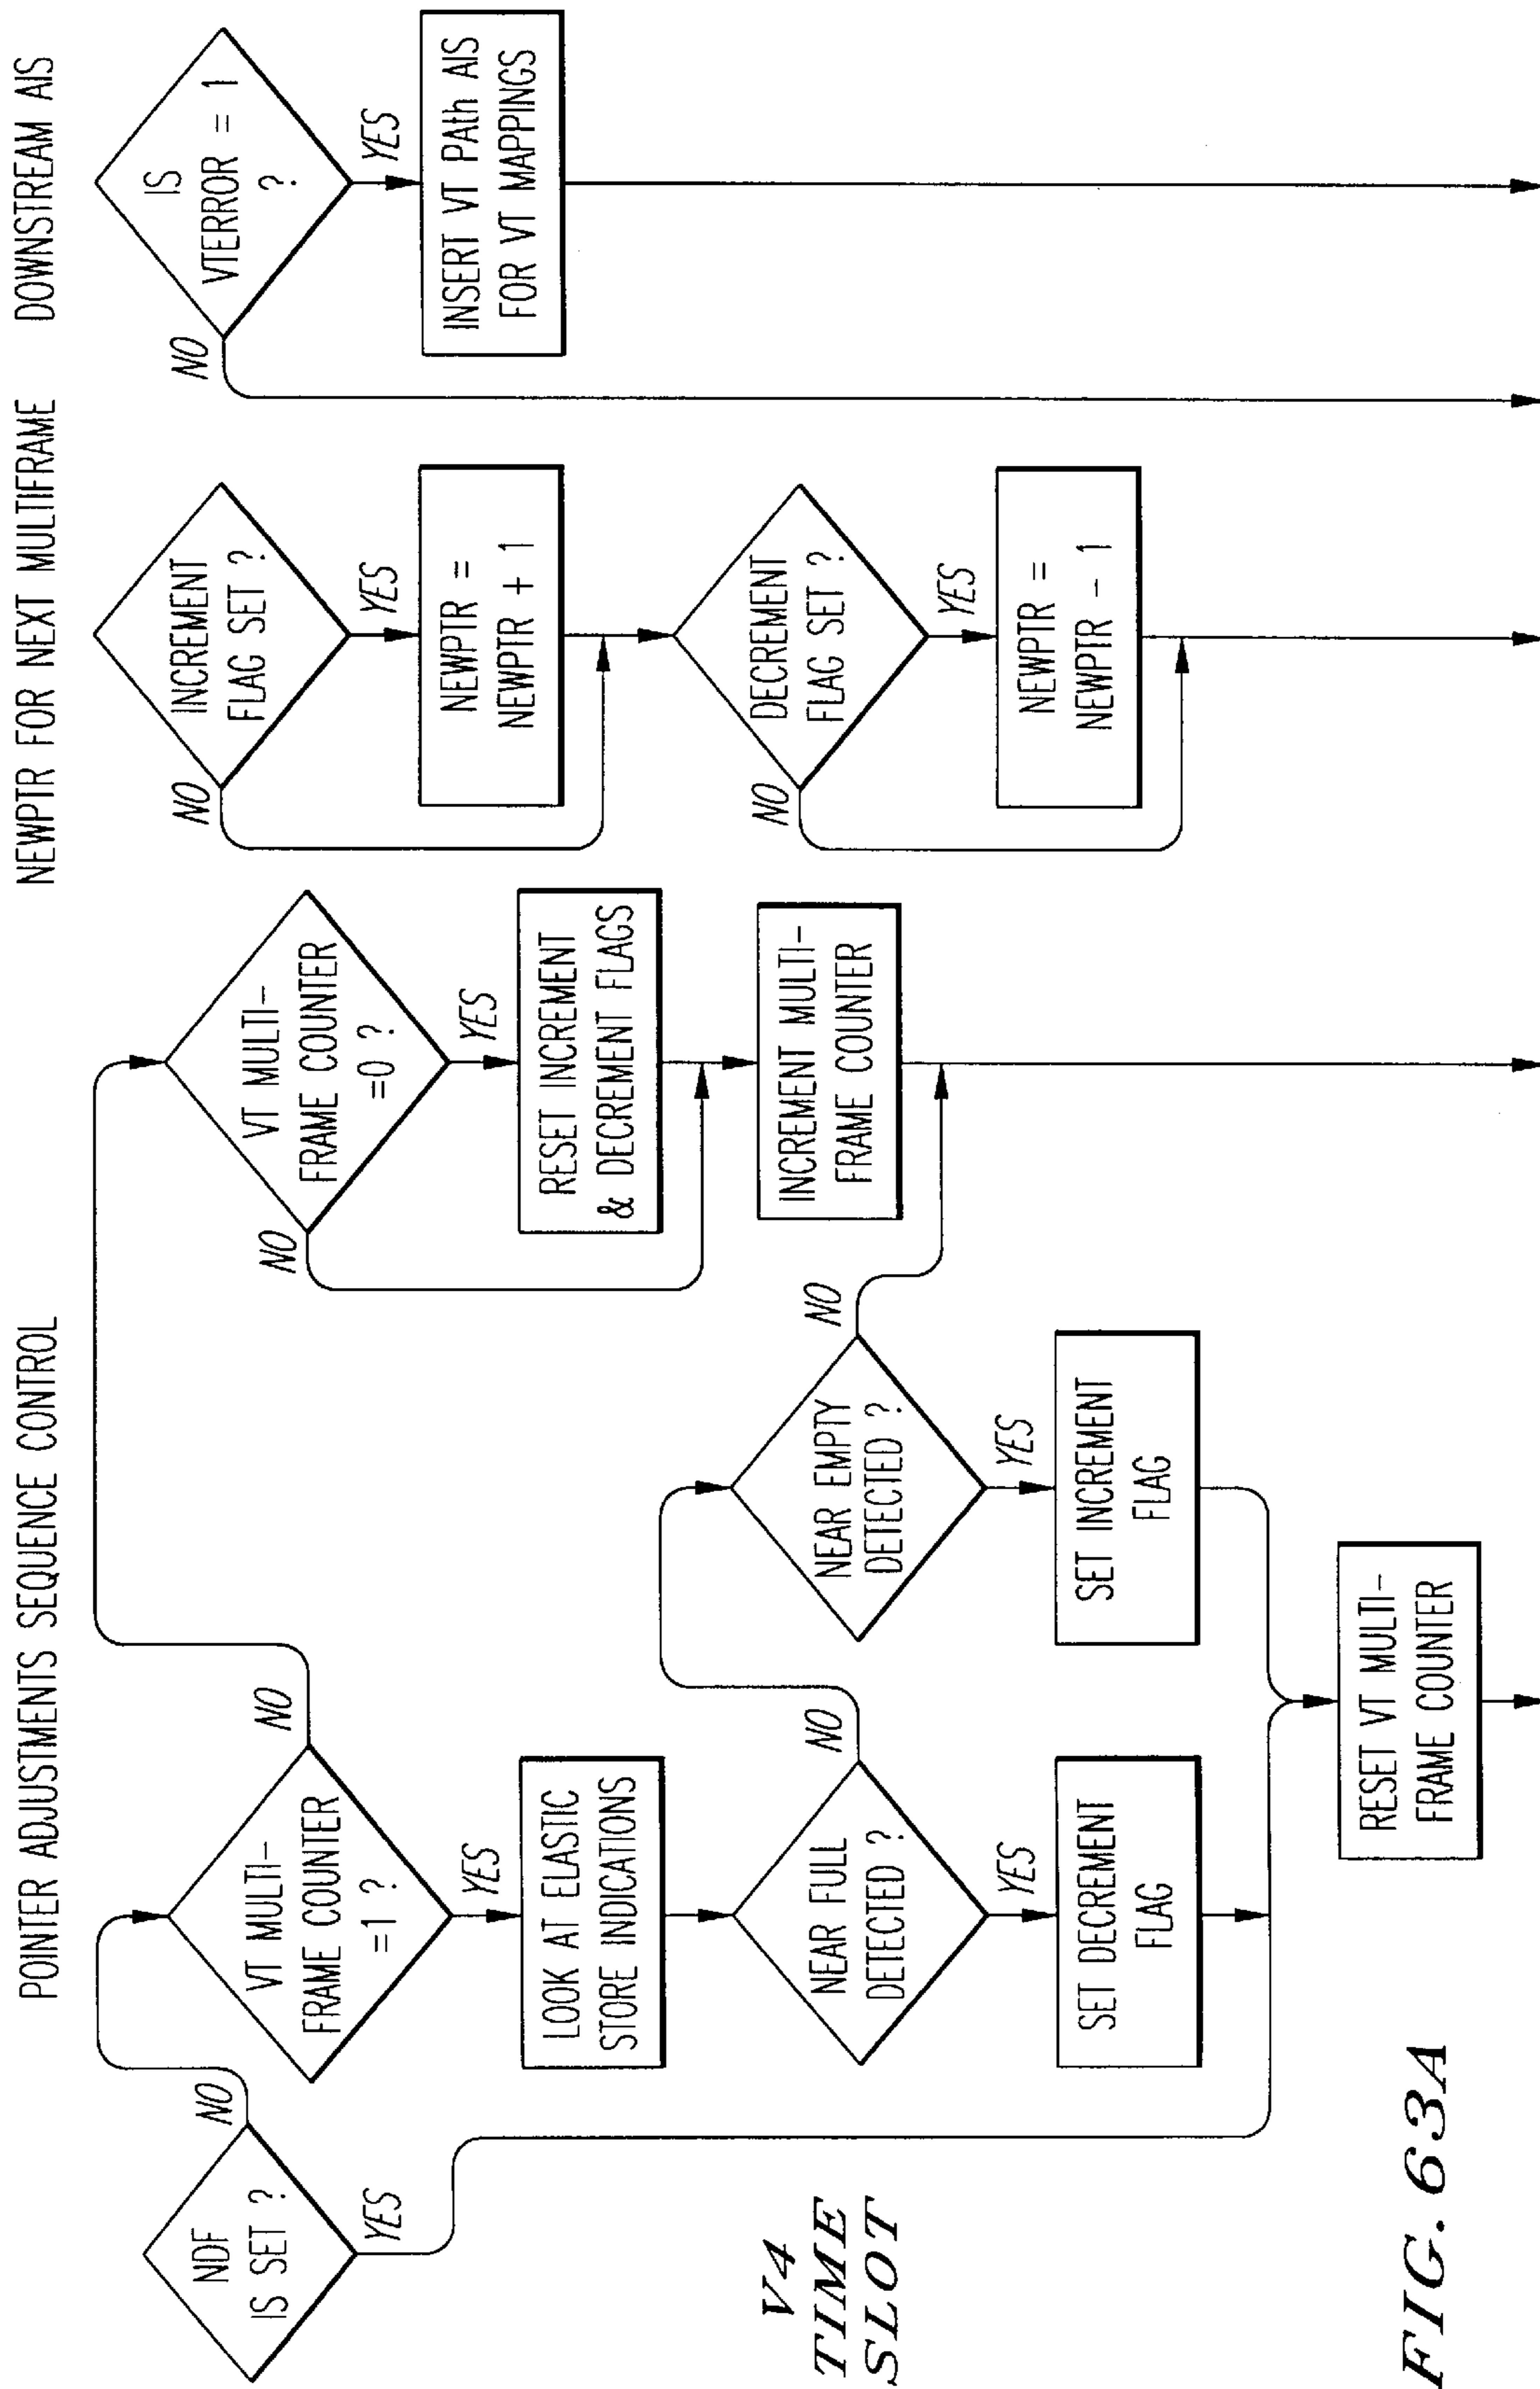 POINTER ADJUSTMENTS SEQUENCE CONTROL
NEWPTR FOR NEXT MULTIFRAME
DOWNSTREAM AIS
NDF
IS SET ?
NO
YES
VT MULTI-
FRAME COUNTER
=1 ?
NO
YES
LOOK AT ELASTIC
STORE INDICATIONS
NEAR FULL
DETECTED ?
NO
YES
SET DECREMENT
FLAG
NEAR EMPTY
DETECTED ?
NO
YES
SET INCREMENT
FLAG
RESET VT MULTI-
FRAME COUNTER
VT MULTI-
FRAME COUNTER
=0 ?
NO
YES
RESET INCREMENT
& DECREMENT FLAGS
INCREMENT MULTI-
FRAME COUNTER
INCREMENT
FLAG SET ?
NO
YES
NEWPTR =
NEWPTR + 1
DECREMENT
FLAG SET ?
NO
YES
NEWPTR =
NEWPTR - 1
IS
VTERROR = 1
?
NO
YES
INSERT VT PAth AIS
FOR VT MAPPINGS
V4
TIME
SLOT
FIG. 63A